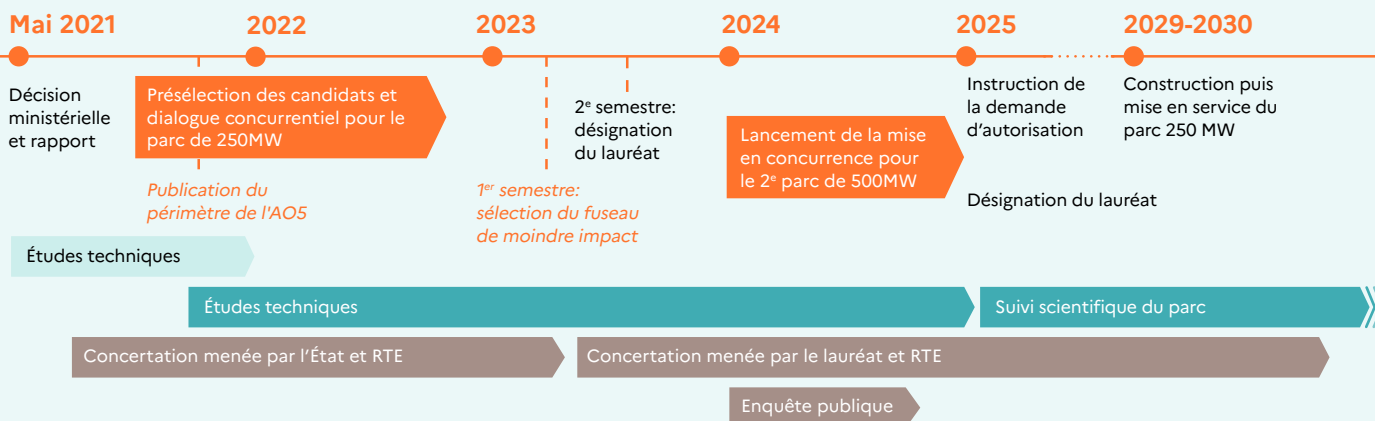 Mai 2021
2022
2023
2024
2025
2029-2030
Décision
ministérielle
et rapport
Présélection des candidats et
dialogue concurrentiel pour le
parc de 250MW
Publication du
périmètre de l'AO5
1er semestre:
sélection du fuseau
de moindre impact
2e semestre:
désignation
du lauréat
Lancement de la mise
en concurrence pour
le 2e parc de 500MW
Instruction de
la demande
d'autorisation
Désignation du lauréat
Construction puis
mise en service du
parc 250 MW
Études techniques
Études techniques
Suivi scientifique du parc
Concertation menée par l'État et RTE
Concertation menée par le lauréat et RTE
Enquête publique